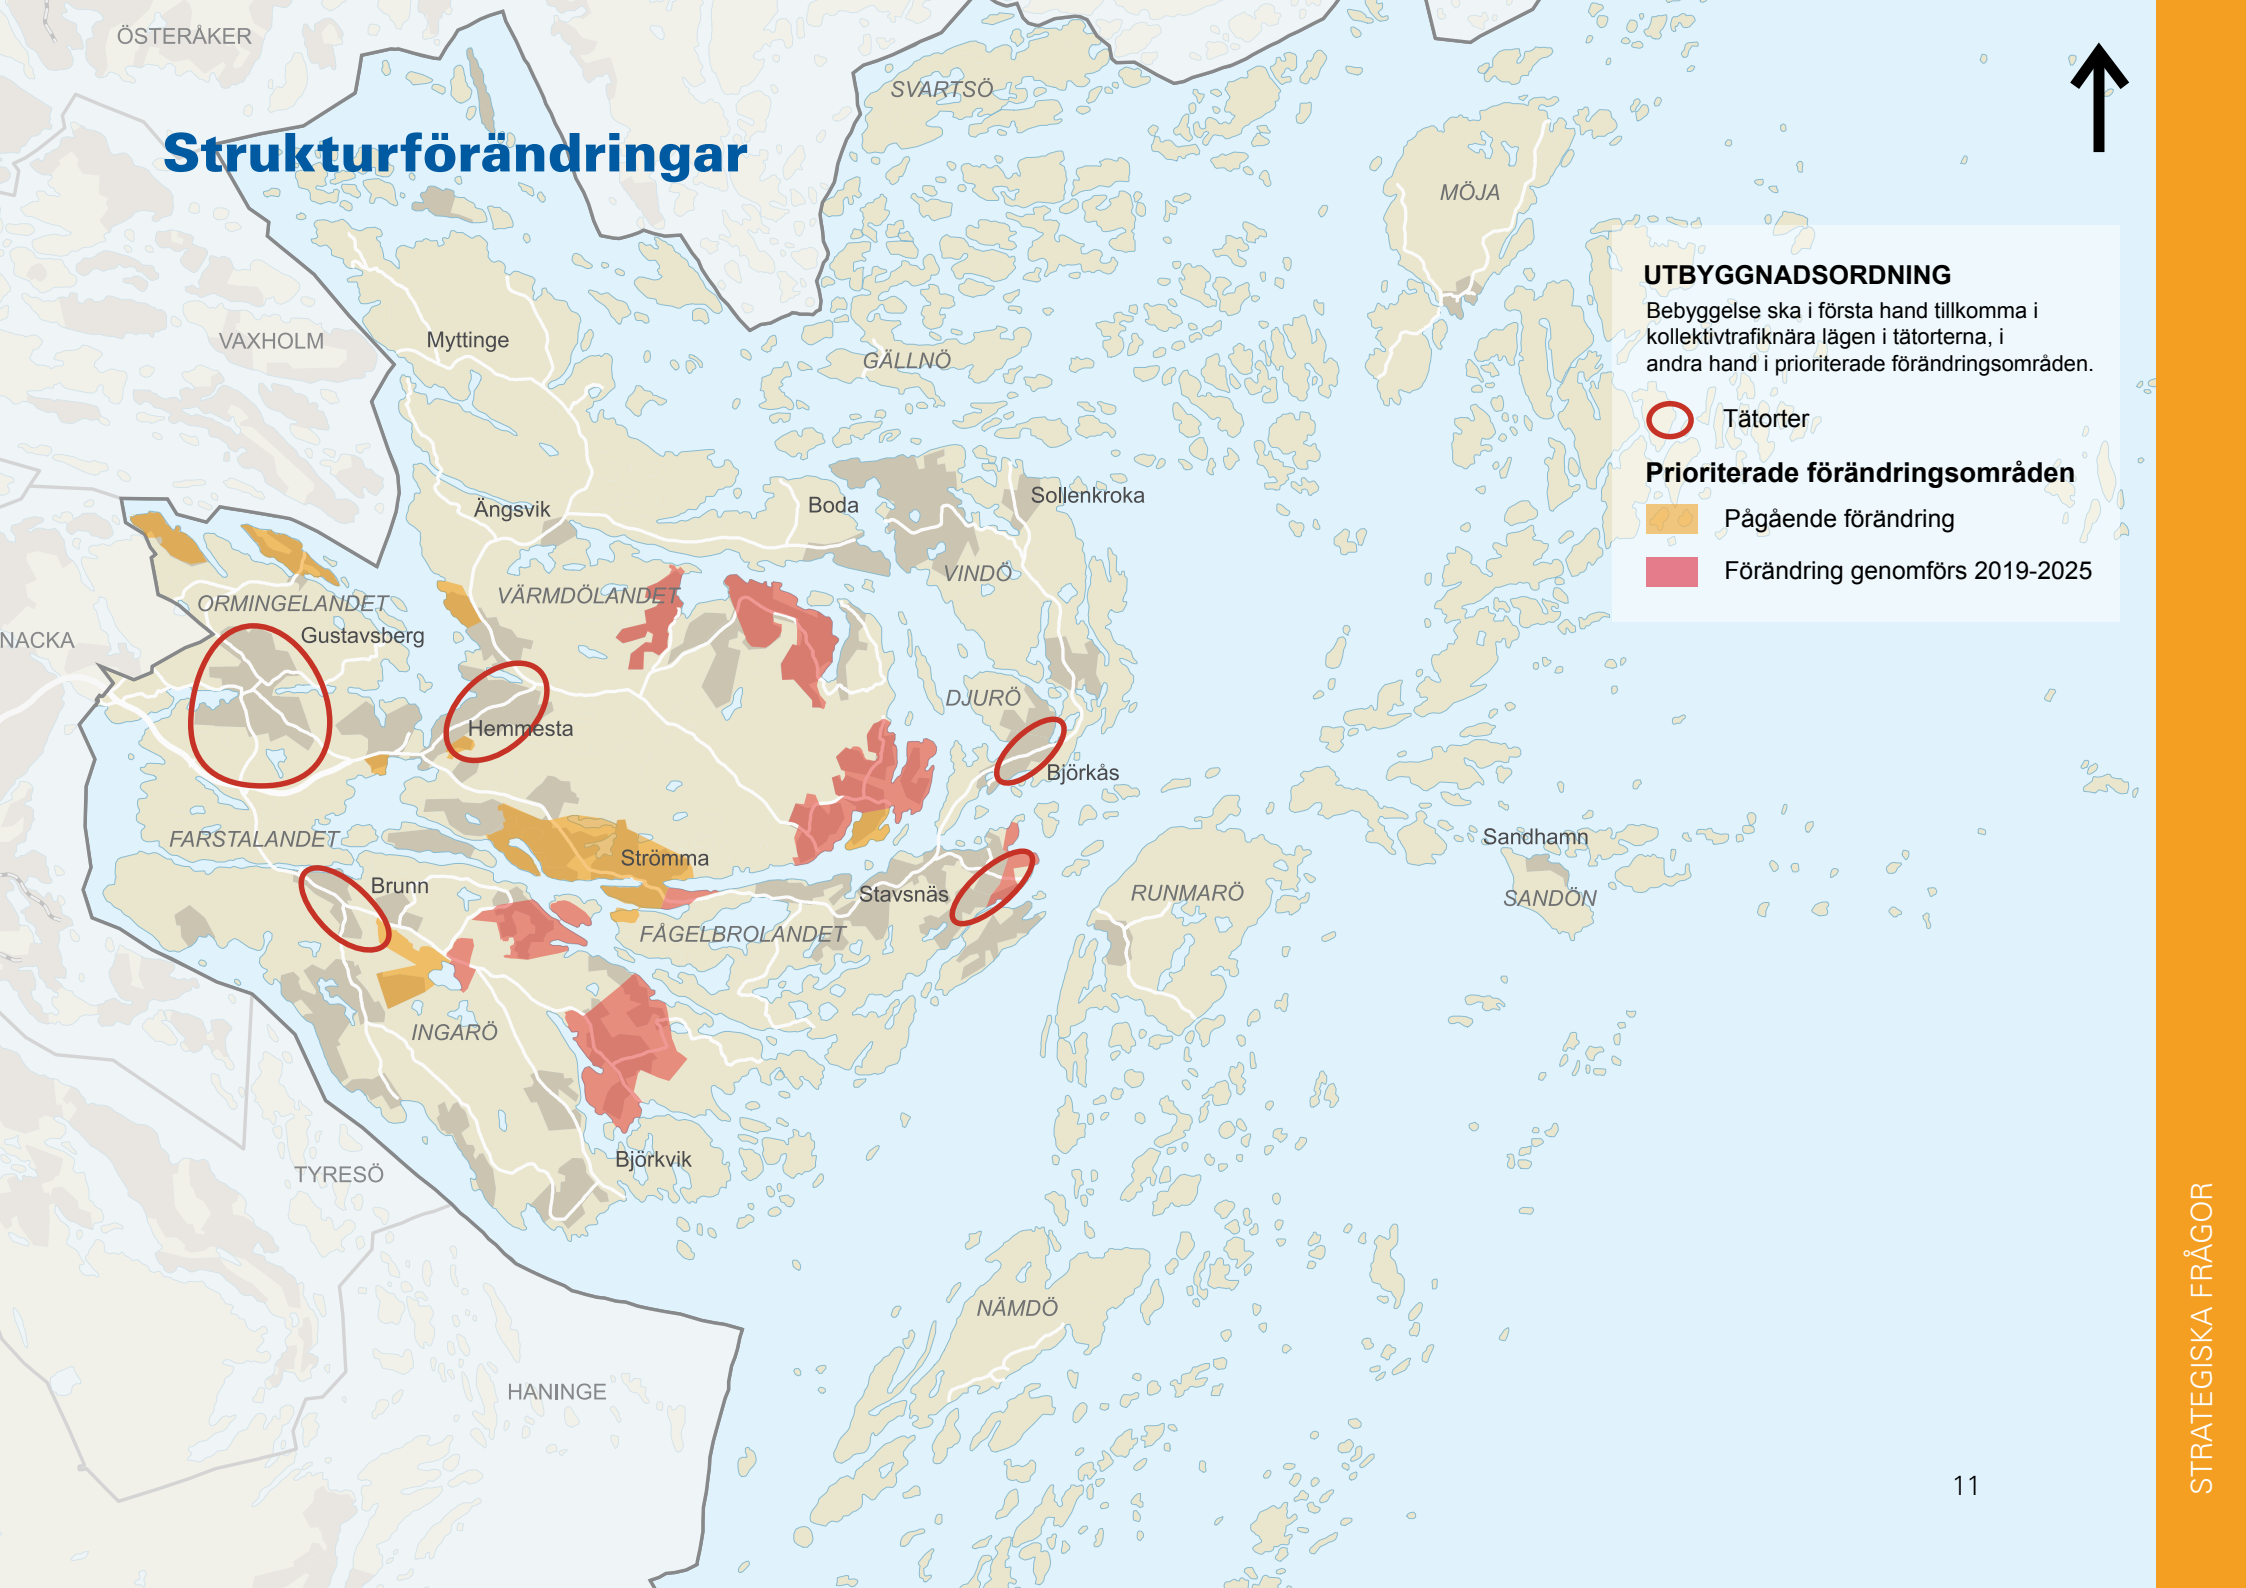 ÖSTERÅKER
SVARTSÖ
Strukturförändringar
MÖJA
UTBYGGNADSORDNING
Bebyggelse ska i första hand tillkomma i
kollektivtrafiknära lägen i tätorterna, i
andra hand i prioriterade förändringsområden.
Tätorter
Prioriterade förändringsområden
Pågående förändring
Förändring genomförs 2019-2025
VAXHOLM
Myttinge
GÄLLNÖ
Ängsvik
Boda
Sollenkroka
VINDÖ
ORMINGELANDET
VÄRMDÖLANDET
NACKA
Gustavsberg
DJURÖ
Hemmesta
Björkås
FARSTALANDET
Strömma
Sandhamn
Brunn
Stavsnäs
RUNMARÖ
SANDÖN
FÅGELBROLANDET
INGARÖ
TYRESÖ
Björkvik
NÄMDÖ
HANINGE
STRATEGISKA FRÅGOR
11